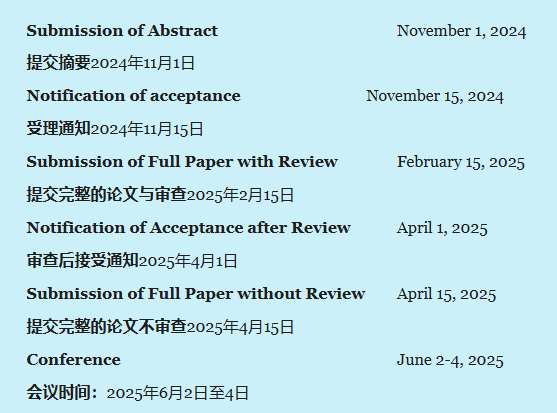 Submission of Abstract November 1, 2024
提交摘要2024年11月1日
Notification of acceptance November 15, 2024
受理通知2024年11月15日
Submission of Full Paper with Review February 15, 2025
提交完整的论文与审查2025年2月15日
Notification of Acceptance after Review April 1, 2025
审查后接受通知2025年4月1日
Submission of Full Paper without Review April 15, 2025
提交完整的论文不审查2025年4月15日
Conference June 2-4, 2025
会议时间：2025年6月2日至4日